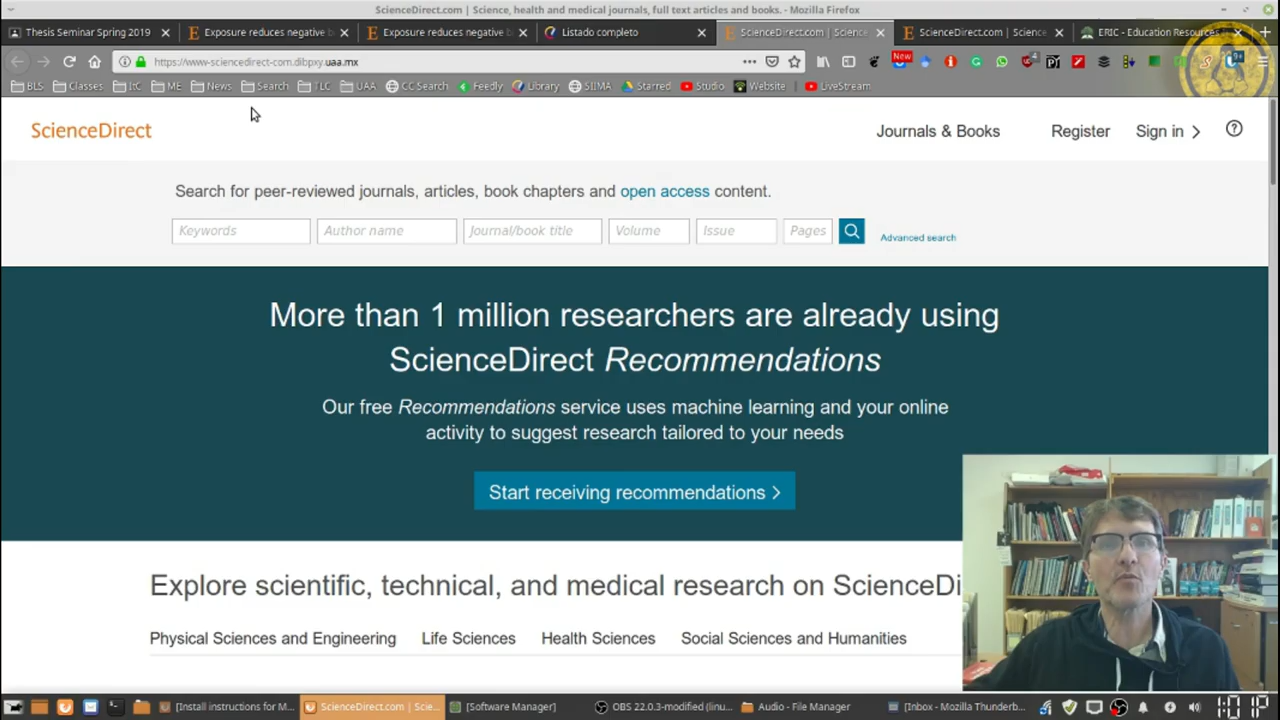 ScienceDirect.com | Science, health and medical journals, full text articles and books. - Mozilla Firefox
Thesis Seminar Spring 2019
Exposure reduces negative b
Exposure reduces negative b
Listado completo
ScienceDirect.com | Science
ScienceDirect.com | Science
ERIC - Education Resources
https://www-sciencedirect-com.dibpxy.uaa.mx
New
BLS Classes ItC ME News Search TLC UAA CC Search Feedly Library SIIMA Starred Studio Website LiveStream
ScienceDirect
Journals & Books
Register
Sign in
Search for peer-reviewed journals, articles, book chapters and open access content.
Keywords
Author name
Journal/book title
Volume
Issue
Pages
Advanced search
More than 1 million researchers are already using
ScienceDirect Recommendations
Our free Recommendations service uses machine learning and your online
activity to suggest research tailored to your needs
Start receiving recommendations
Explore scientific, technical, and medical research on ScienceDi
Physical Sciences and Engineering
Life Sciences
Health Sciences
Social Sciences and Humanities
[Install instructions for M...
ScienceDirect.com | Scie...
[Software Manager]
OBS 22.0.3-modified (linu...
Audio - File Manager
[Inbox - Mozilla Thunderb...